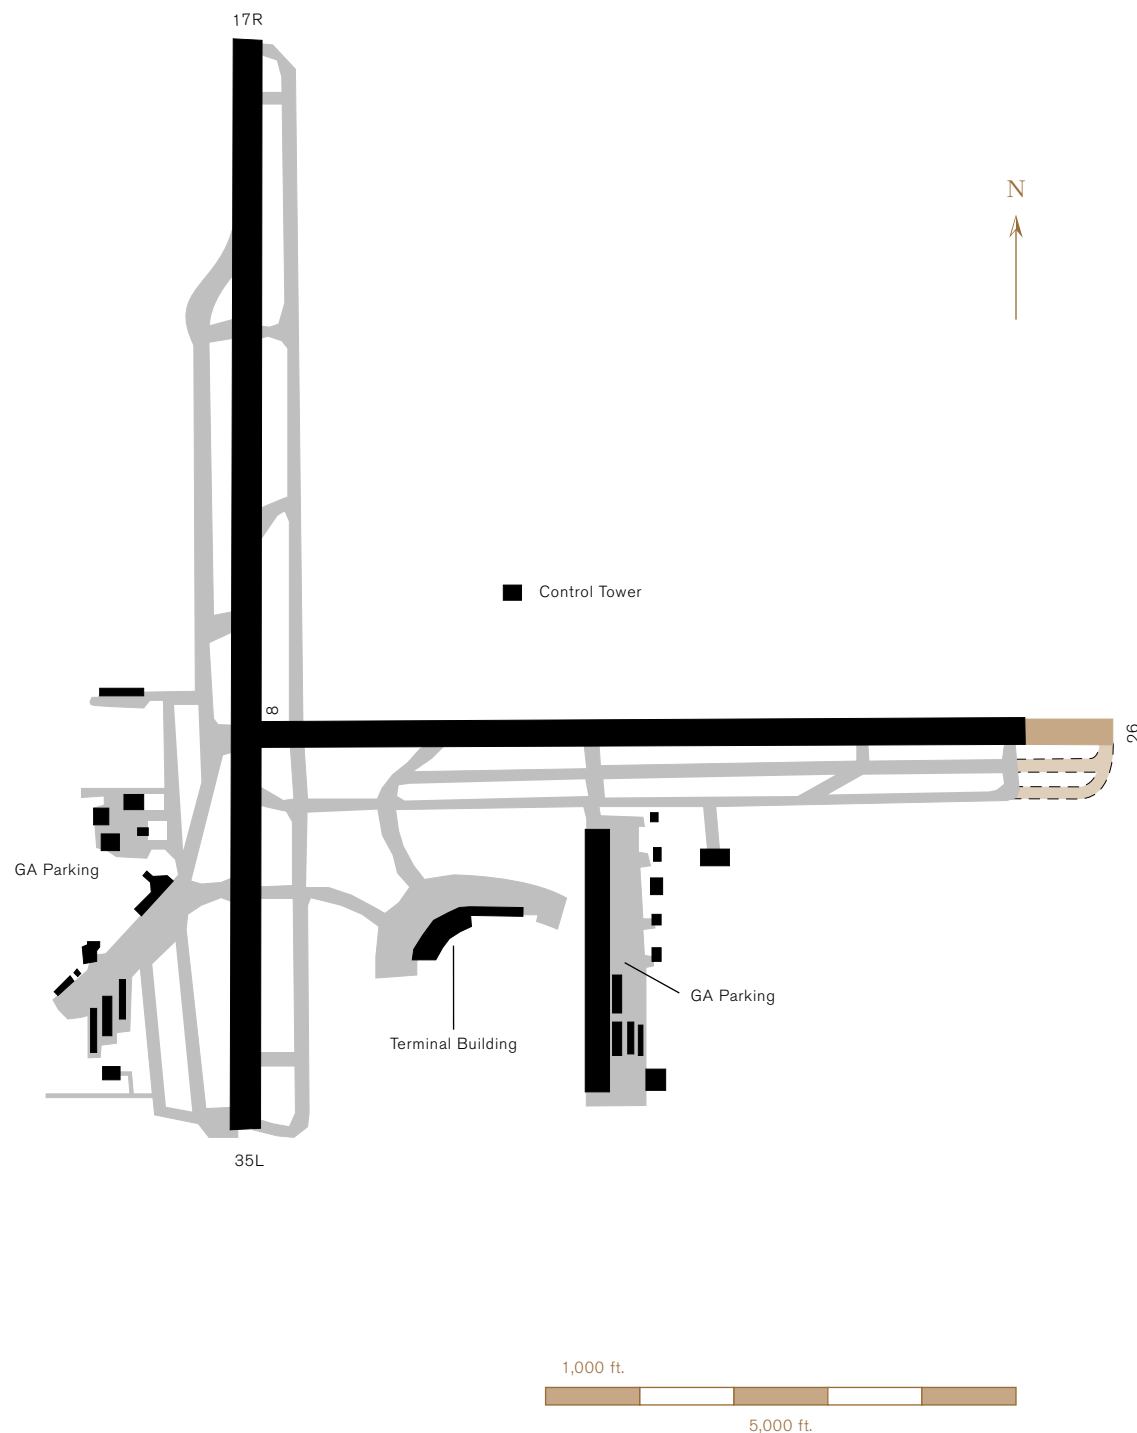 17R
N
Control Tower
8
26
GA Parking
GA Parking
Terminal Building
35L
1,000 ft.
5,000 ft.